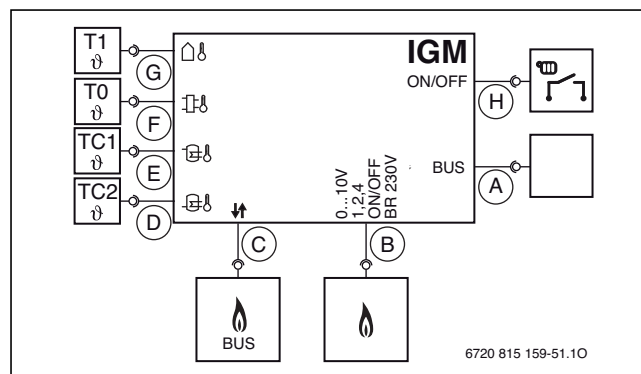 T1
ϑ
G
IGM
ON/OFF
H
T0
ϑ
F
TC1
ϑ
E
BUS
A
TC2
ϑ
D
0...10V
1,2,4
ON/OFF
BR 230V
C
B
BUS
6720 815 159-51.1O